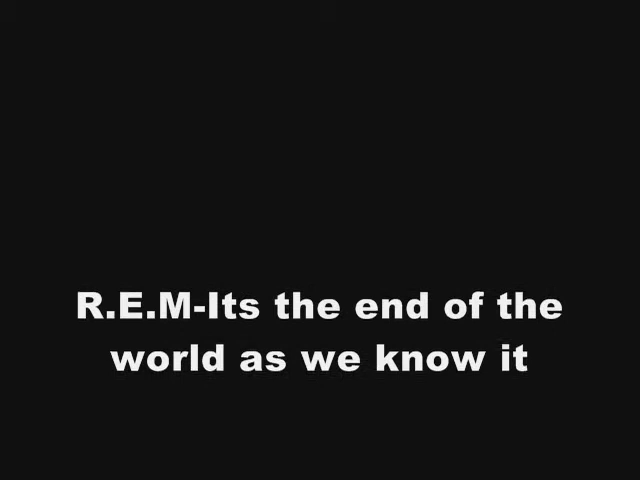 R.E.M-Its the end of the
world as we know it